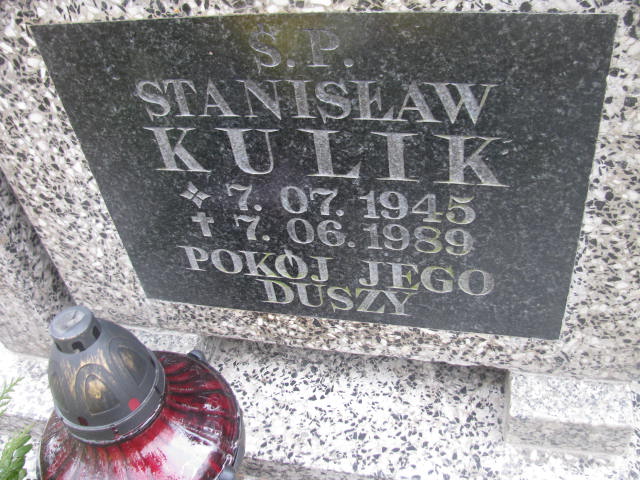 Ś.P.
STANISŁAW
KULIK
7.07.1945
7.06.1989
POKÓJ JEGO
DUSZY